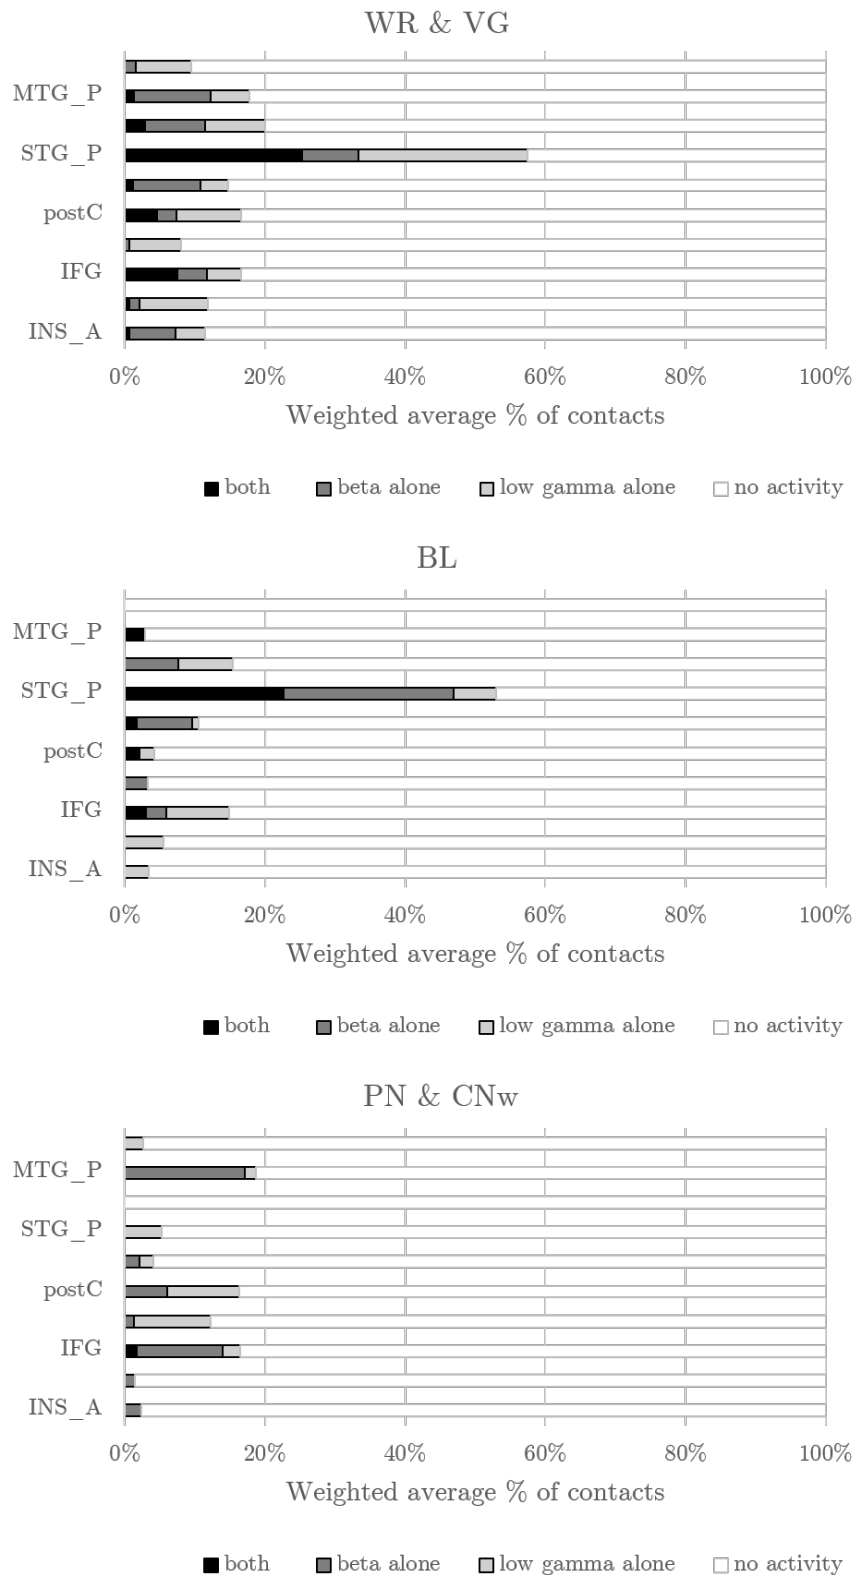 WR & VG
MTG_P
STG_P
postC
IFG
INS_A
0% 20% 40% 60% 80% 100%
Weighted average % of contacts
both beta alone low gamma alone no activity
BL
MTG_P
STG_P
postC
IFG
INS_A
0% 20% 40% 60% 80% 100%
Weighted average % of contacts
both beta alone low gamma alone no activity
PN & CNw
MTG_P
STG_P
postC
IFG
INS_A
0% 20% 40% 60% 80% 100%
Weighted average % of contacts
both beta alone low gamma alone no activity